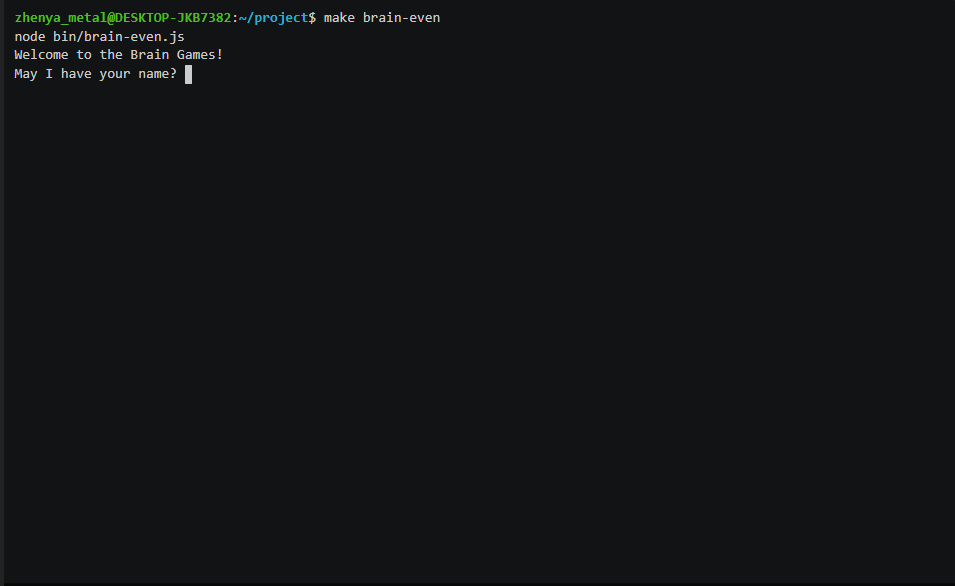 zhenya_metal@DESKTOP-JKB7382:~/project$ make brain-even
node bin/brain-even.js
Welcome to the Brain Games!
May I have your name?